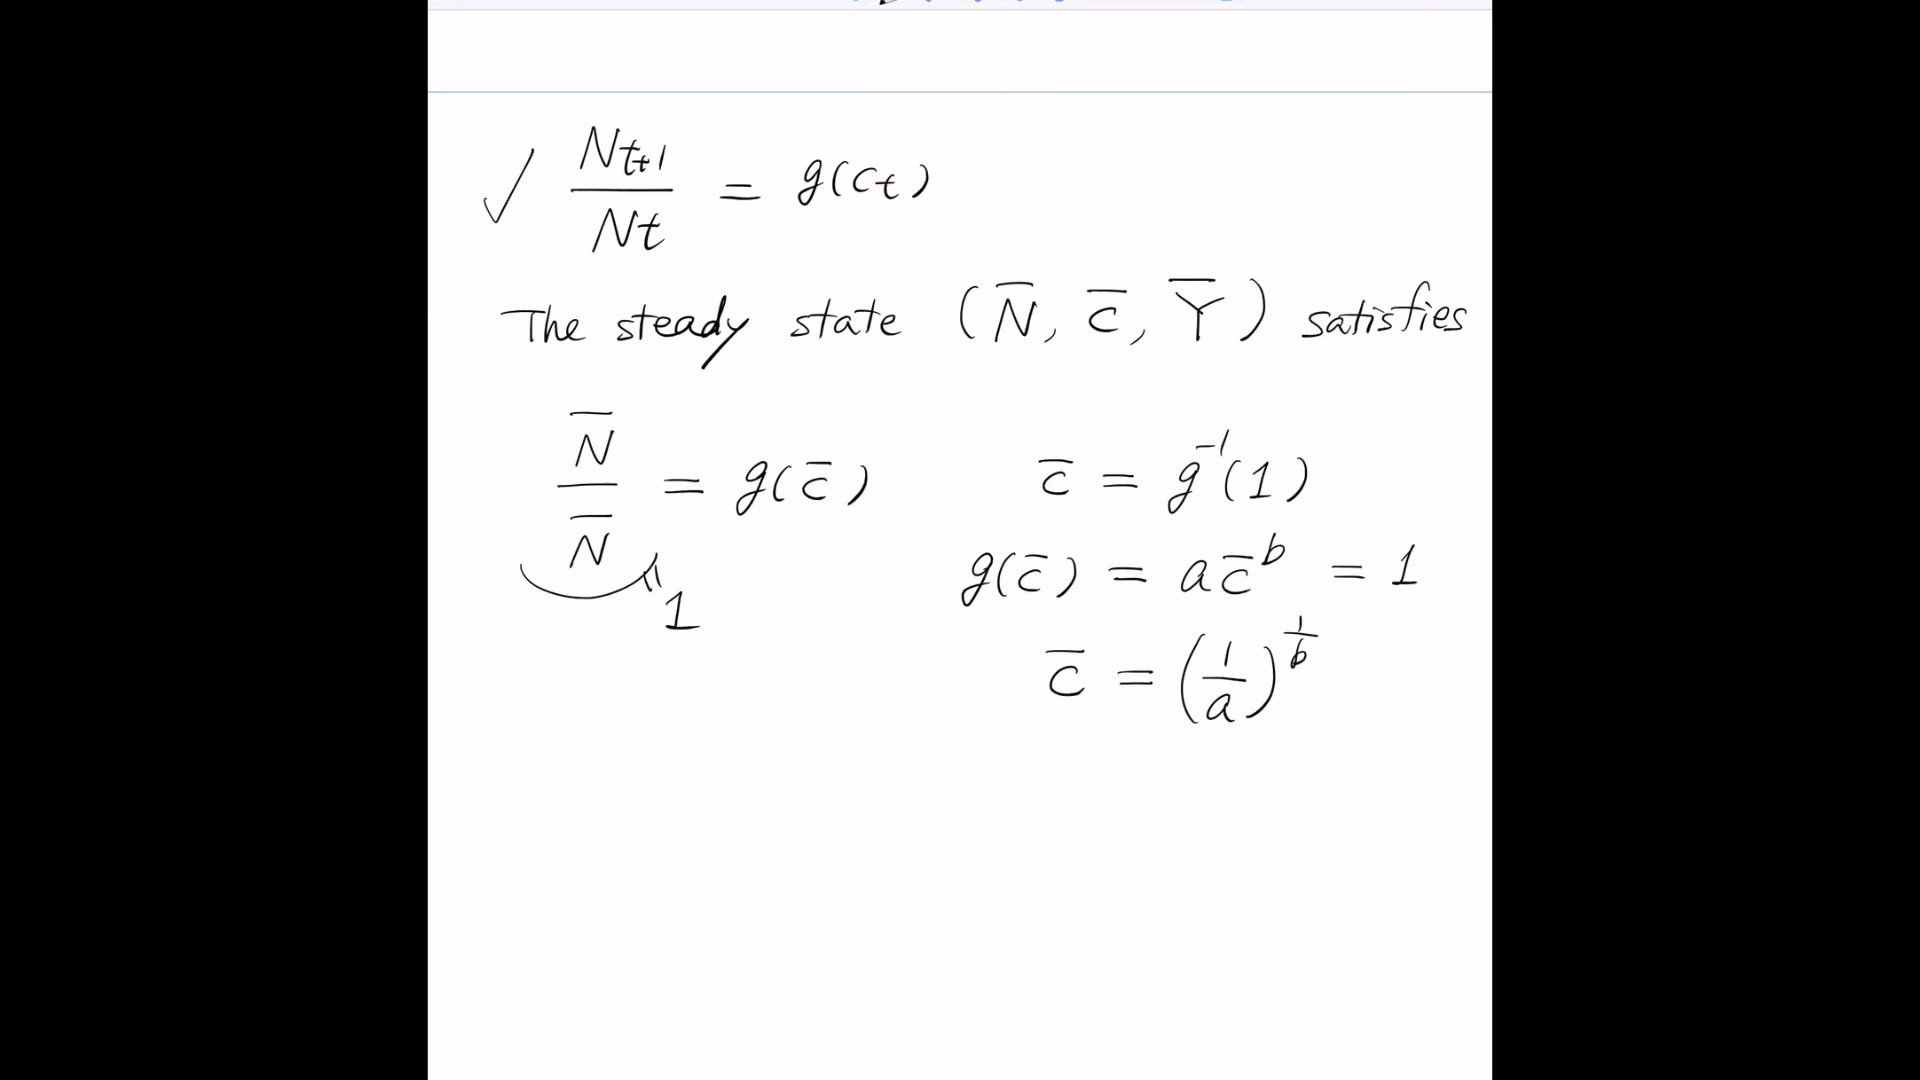 ✓ N_{t+1} / N_t = g(c_t)
The steady state (N̄, c̄, Ȳ) satisfies
N̄ / N̄ = g(c̄)
1
c̄ = g⁻¹(1)
g(c̄) = a c̄^b = 1
c̄ = (1/a)^{1/b}